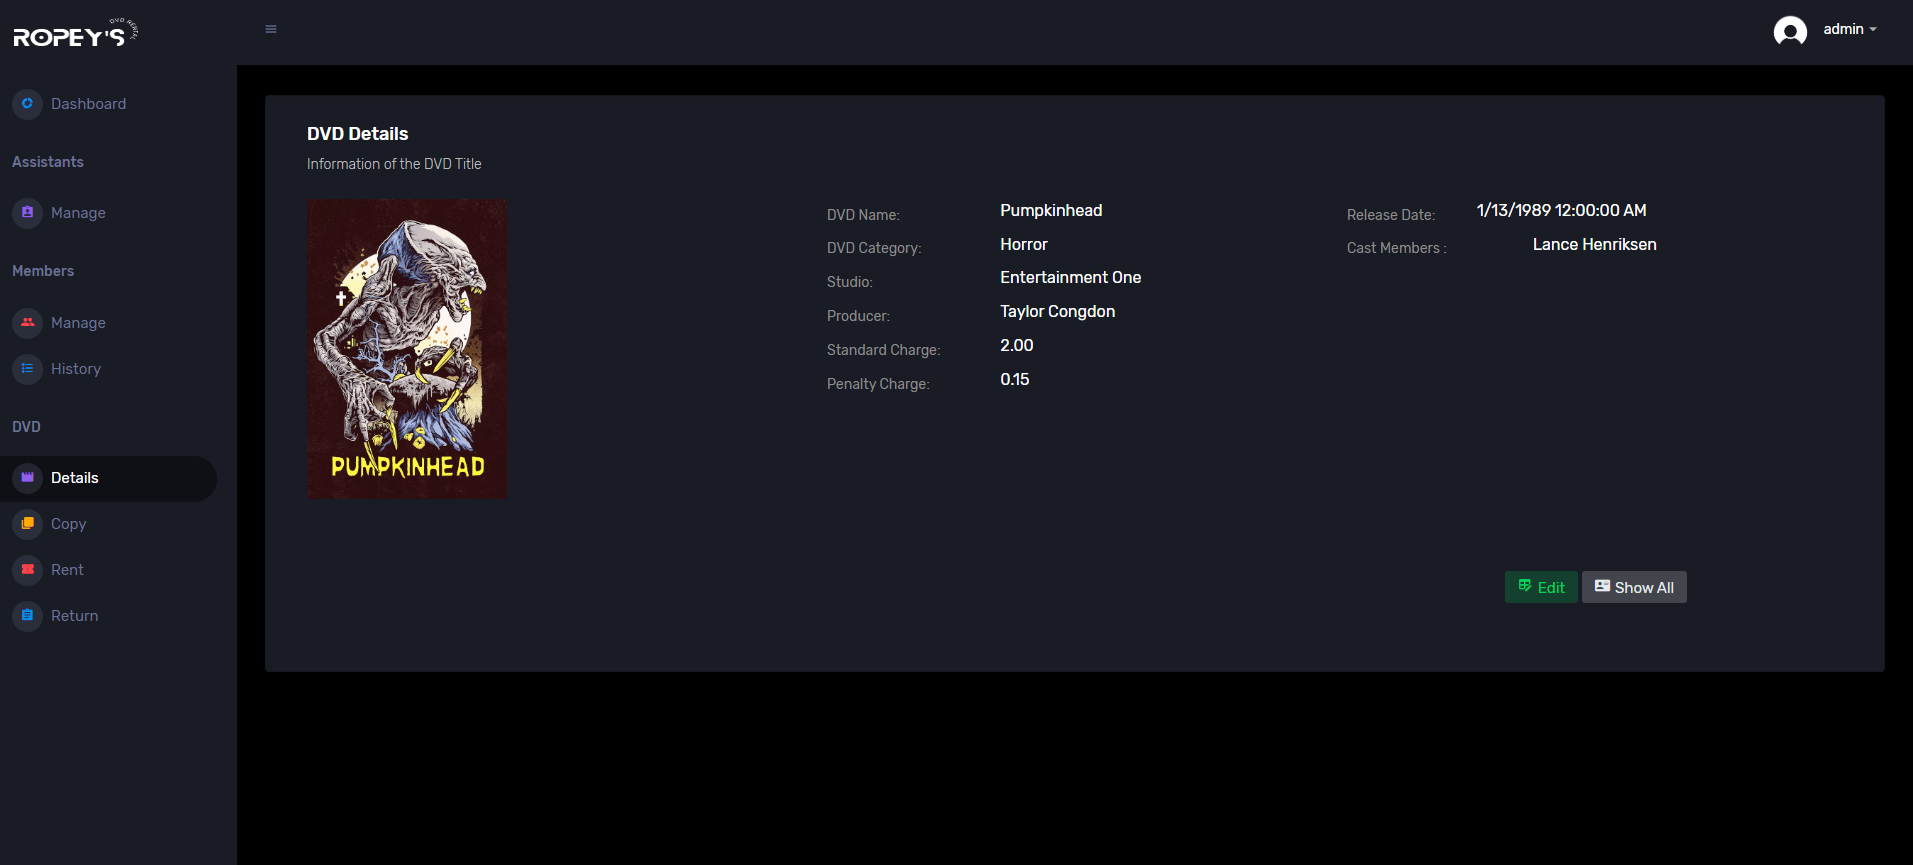 ROPEY'S
DVD RENTAL
admin
Dashboard
Assistants
Manage
Members
Manage
History
DVD
Details
Copy
Rent
Return
DVD Details
Information of the DVD Title
PUMPKINHEAD
DVD Name: Pumpkinhead
DVD Category: Horror
Studio: Entertainment One
Producer: Taylor Congdon
Standard Charge: 2.00
Penalty Charge: 0.15
Release Date: 1/13/1989 12:00:00 AM
Cast Members : Lance Henriksen
Edit
Show All